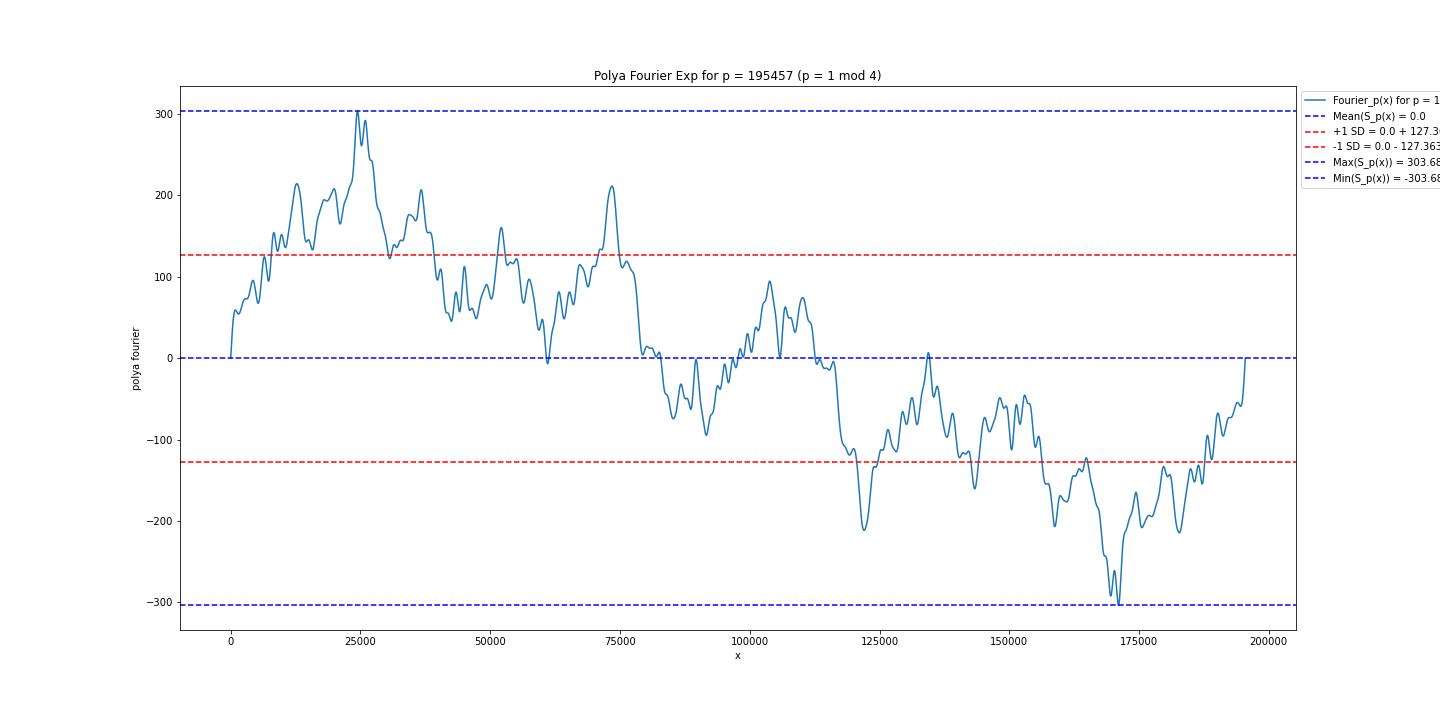 Polya Fourier Exp for p = 195457 (p = 1 mod 4)
300
200
100
0
−100
−200
−300
polya fourier
0
25000
50000
75000
100000
125000
150000
175000
200000
x
Fourier_p(x) for p = 1
Mean(S_p(x) = 0.0
+1 SD = 0.0 + 127.3
-1 SD = 0.0 - 127.363
Max(S_p(x)) = 303.68
Min(S_p(x)) = -303.68